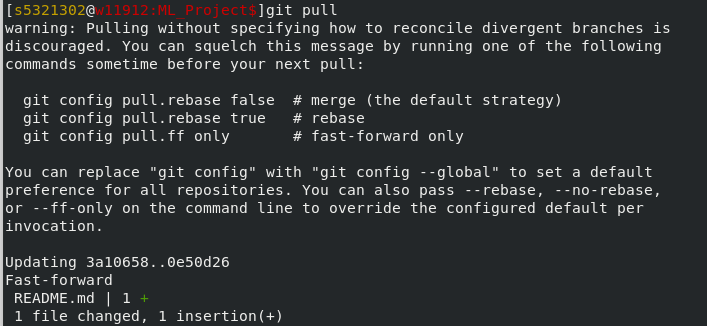 [s5321302@w11912:ML_Project$]git pull
warning: Pulling without specifying how to reconcile divergent branches is
discouraged. You can squelch this message by running one of the following
commands sometime before your next pull:

  git config pull.rebase false  # merge (the default strategy)
  git config pull.rebase true   # rebase
  git config pull.ff only       # fast-forward only

You can replace "git config" with "git config --global" to set a default
preference for all repositories. You can also pass --rebase, --no-rebase,
or --ff-only on the command line to override the configured default per
invocation.

Updating 3a10658..0e50d26
Fast-forward
 README.md | 1 +
 1 file changed, 1 insertion(+)